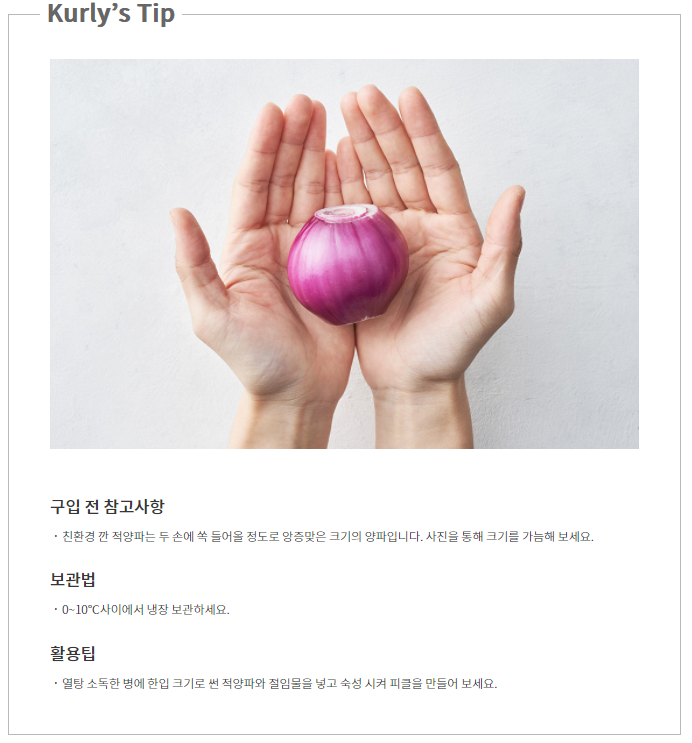 Kurly’s Tip
구입 전 참고사항
· 친환경 깐 적양파는 두 손에 쏙 들어올 정도로 앙증맞은 크기의 양파입니다. 사진을 통해 크기를 가늠해 보세요.
보관법
· 0~10℃사이에서 냉장 보관하세요.
활용팁
· 열탕 소독한 병에 한입 크기로 썬 적양파와 절임물을 넣고 숙성 시켜 피클을 만들어 보세요.